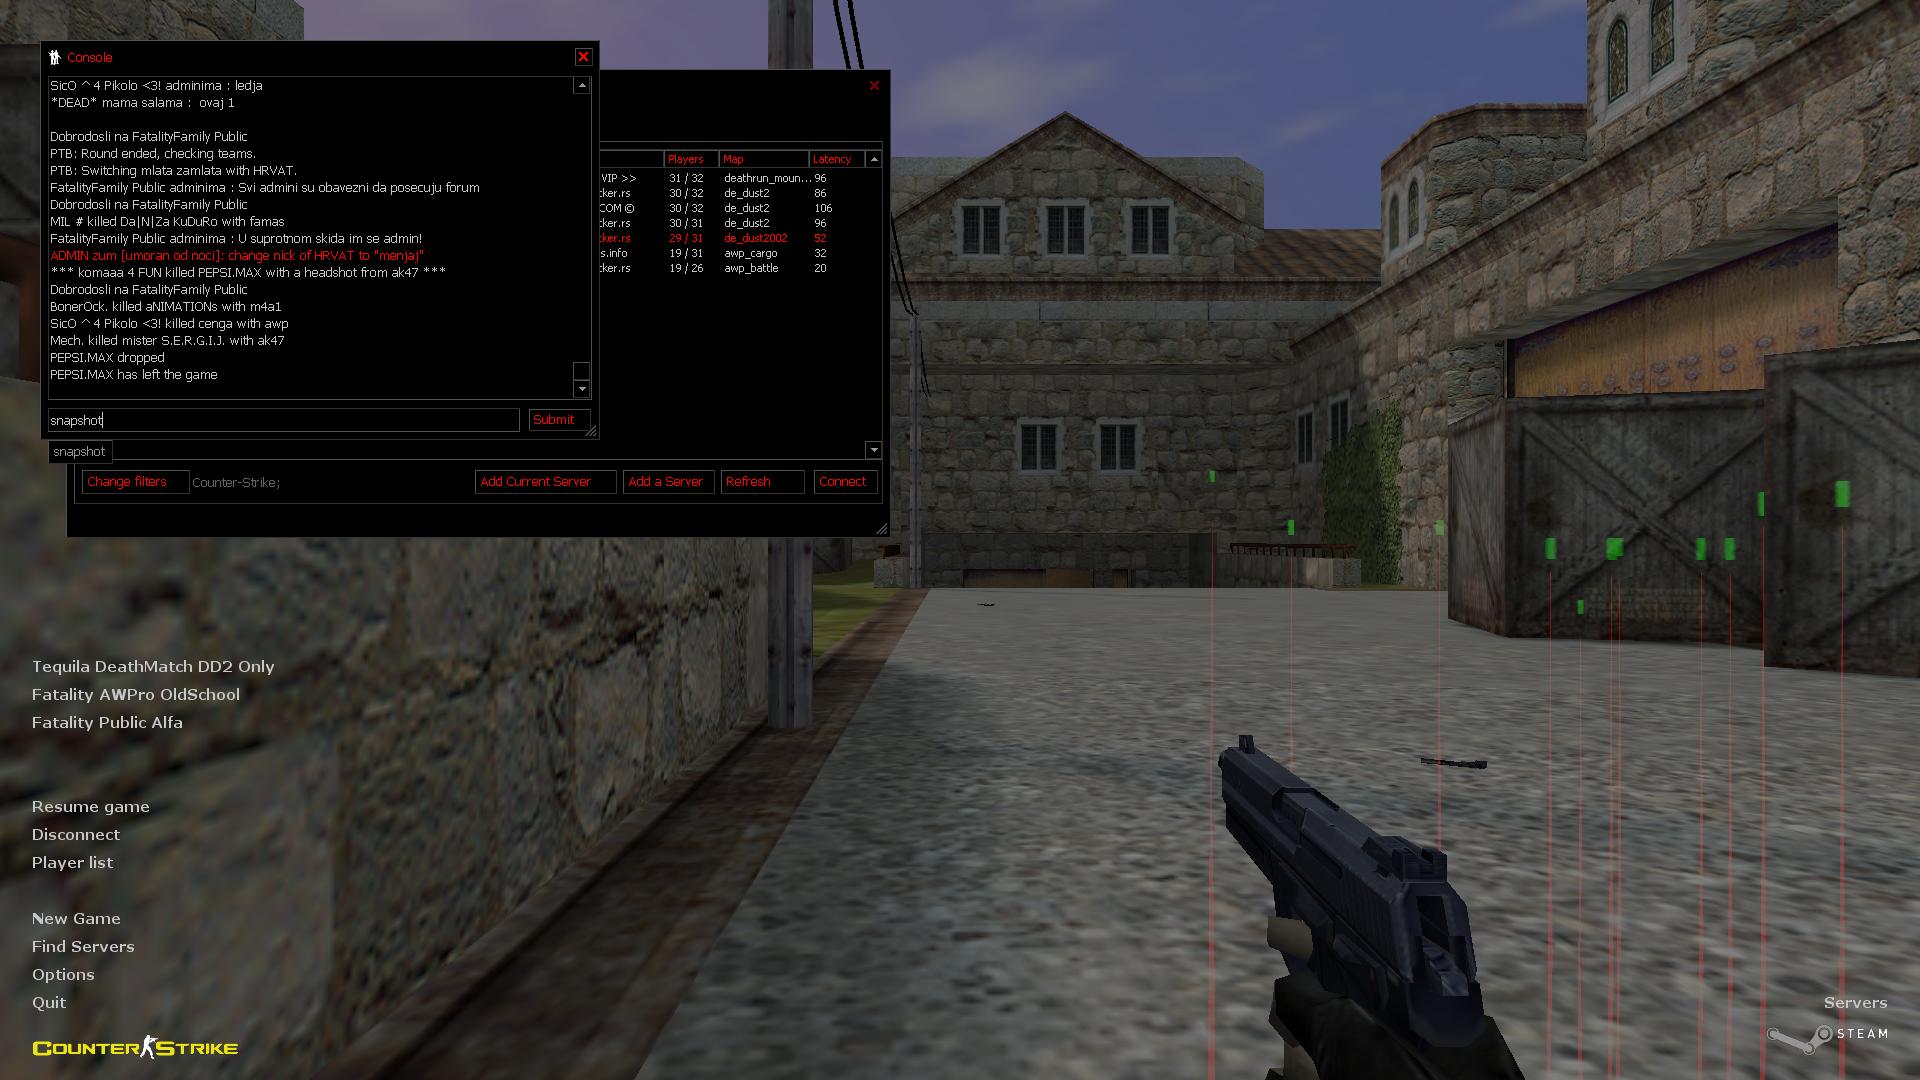 Console
SicO ^ 4 Pikolo <3! adminima : ledja
*DEAD* mama salama :  ovaj 1
Dobrodosli na FatalityFamily Public
PTB: Round ended, checking teams.
PTB: Switching mlata zamlata with HRVAT.
FatalityFamily Public adminima : Svi admini su obavezni da posecuju forum
Dobrodosli na FatalityFamily Public
MIL # killed Da|N|Za KuDuRo with famas
FatalityFamily Public adminima : U suprotnom skida im se admin!
ADMIN zum [umoran od noci]: change nick of HRVAT to "menjaj"
*** komaaa 4 FUN killed PEPSI.MAX with a headshot from ak47 ***
Dobrodosli na FatalityFamily Public
BonerOck. killed aNIMATIONs with m4a1
SicO ^ 4 Pikolo <3! killed cenga with awp
Mech. killed mister S.E.R.G.I.J. with ak47
PEPSI.MAX dropped
PEPSI.MAX has left the game
snapshot Submit
snapshot
Players Map Latency
VIP >> 31 / 32 deathrun_moun... 96
cker.rs 30 / 32 de_dust2 86
COM © 30 / 32 de_dust2 106
cker.rs 30 / 31 de_dust2 96
cker.rs 29 / 31 de_dust2002 52
s.info 19 / 31 awp_cargo 32
cker.rs 19 / 26 awp_battle 20
Change filters Counter-Strike; Add Current Server Add a Server Refresh Connect
Tequila DeathMatch DD2 Only
Fatality AWPro OldSchool
Fatality Public Alfa
Resume game
Disconnect
Player list
New Game
Find Servers
Options
Quit
COUNTER STRIKE
Servers
STEAM